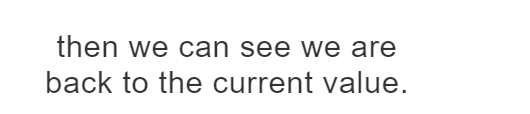 then we can see we are
back to the current value.